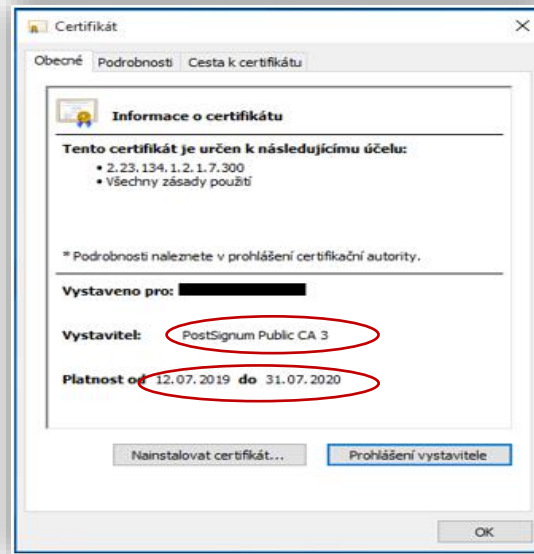 Certifikát
Obecné Podrobnosti Cesta k certifikátu
Informace o certifikátu
Tento certifikát je určen k následujícímu účelu:
• 2.23.134.1.2.1.7.300
• Všechny zásady použití
* Podrobnosti naleznete v prohlášení certifikační autority.
Vystaveno pro:
Vystavitel: PostSignum Public CA 3
Platnost od 12.07.2019 do 31.07.2020
Nainstalovat certifikát... Prohlášení vystavitele
OK